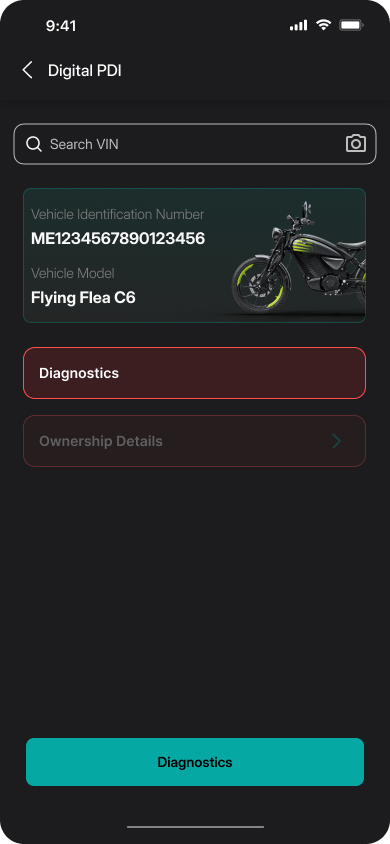 9:41
Digital PDI
Search VIN
Vehicle Identification Number
ME1234567890123456
Vehicle Model
Flying Flea C6
Diagnostics
Ownership Details
Diagnostics